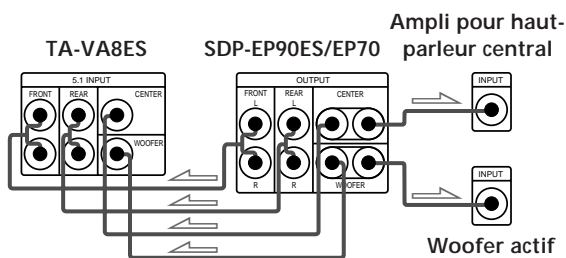 Ampli pour haut-
parleur central
TA-VA8ES
SDP-EP90ES/EP70
5.1 INPUT
FRONT
REAR
CENTER
WOOFER
OUTPUT
FRONT
L
REAR
L
CENTER
R
R
WOOFER
INPUT
INPUT
Woofer actif